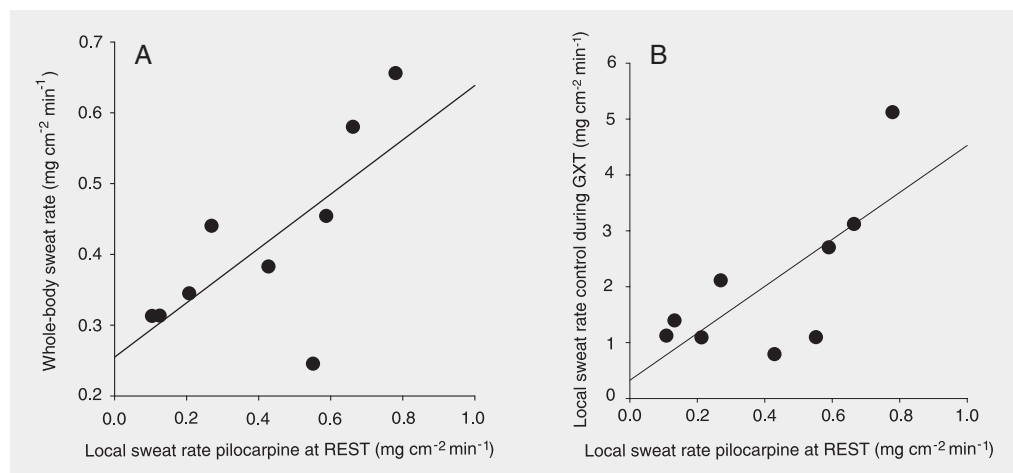 A
Whole-body sweat rate (mg cm-2 min-1)
0.7
0.6
0.5
0.4
0.3
0.2
0.0 0.2 0.4 0.6 0.8 1.0
Local sweat rate pilocarpine at REST (mg cm-2 min-1)
B
Local sweat rate control during GXT (mg cm-2 min-1)
6
5
4
3
2
1
0
0.0 0.2 0.4 0.6 0.8 1.0
Local sweat rate pilocarpine at REST (mg cm-2 min-1)